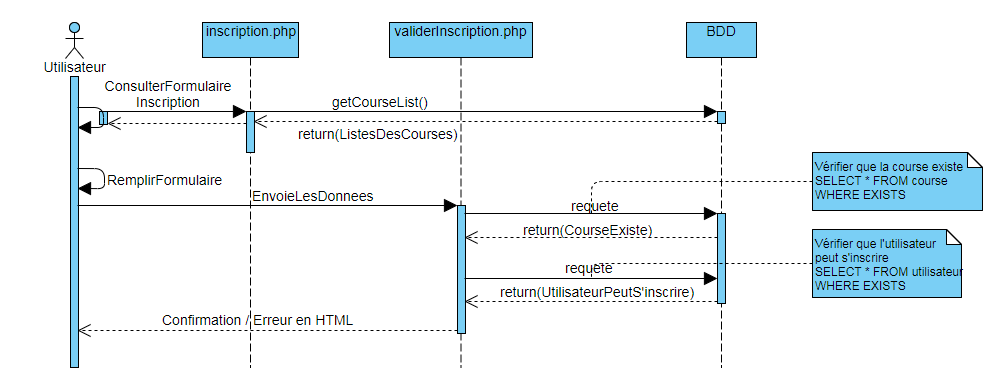 inscription.php
validerInscription.php
BDD
Utilisateur
ConsulterFormulaire
Inscription
getCourseList()
return(ListesDesCourses)
RemplirFormulaire
Vérifier que la course existe
SELECT * FROM course
WHERE EXISTS
EnvoieLesDonnees
requete
return(CourseExiste)
Vérifier que l'utilisateur
peut s'inscrire
SELECT * FROM utilisateur
WHERE EXISTS
requete
return(UtilisateurPeutS'inscrire)
Confirmation / Erreur en HTML